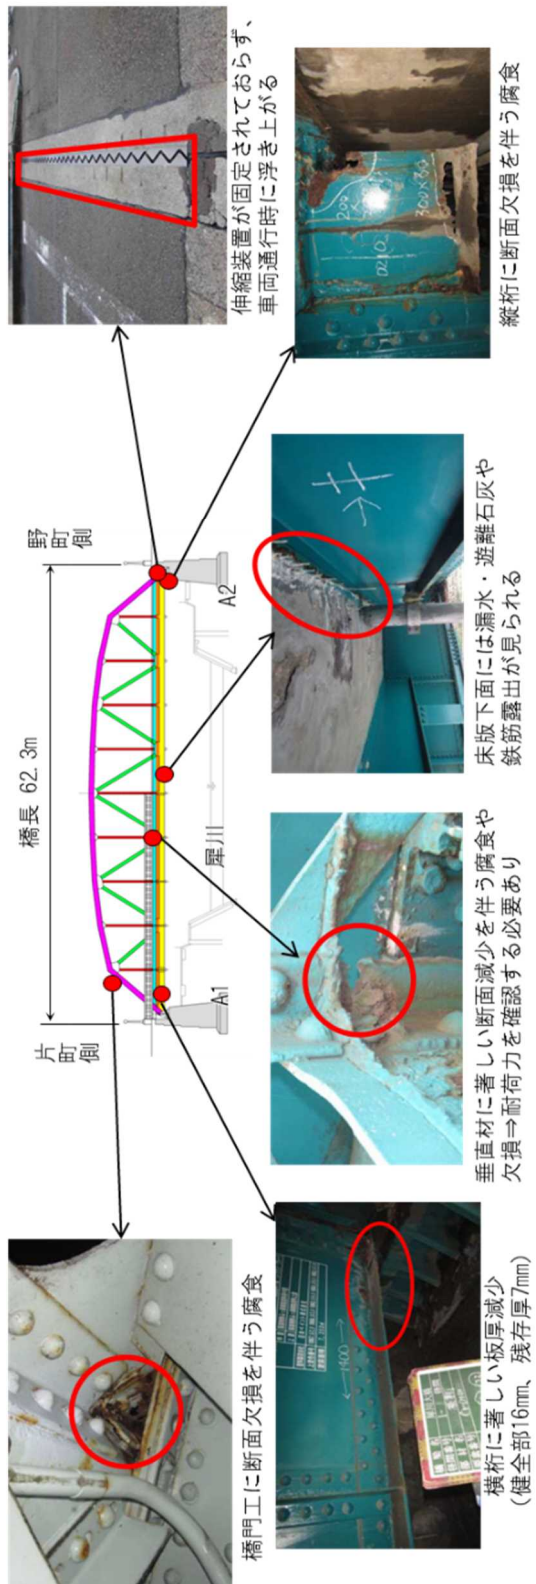 橋門工に断面欠損を伴う腐食
橋長 62.3m
片町側
野町側
A1
犀川
A2
伸縮装置が固定されておらず、
車両通行時に浮き上がる
1400
横桁に著しい板厚減少
(健全部16mm、残存厚7mm)
垂直材に著しい断面減少を伴う腐食や
欠損⇒耐荷力を確認する必要あり
床版下面には漏水・遊離石灰や
鉄筋露出が見られる
200
300×30
縦桁に断面欠損を伴う腐食